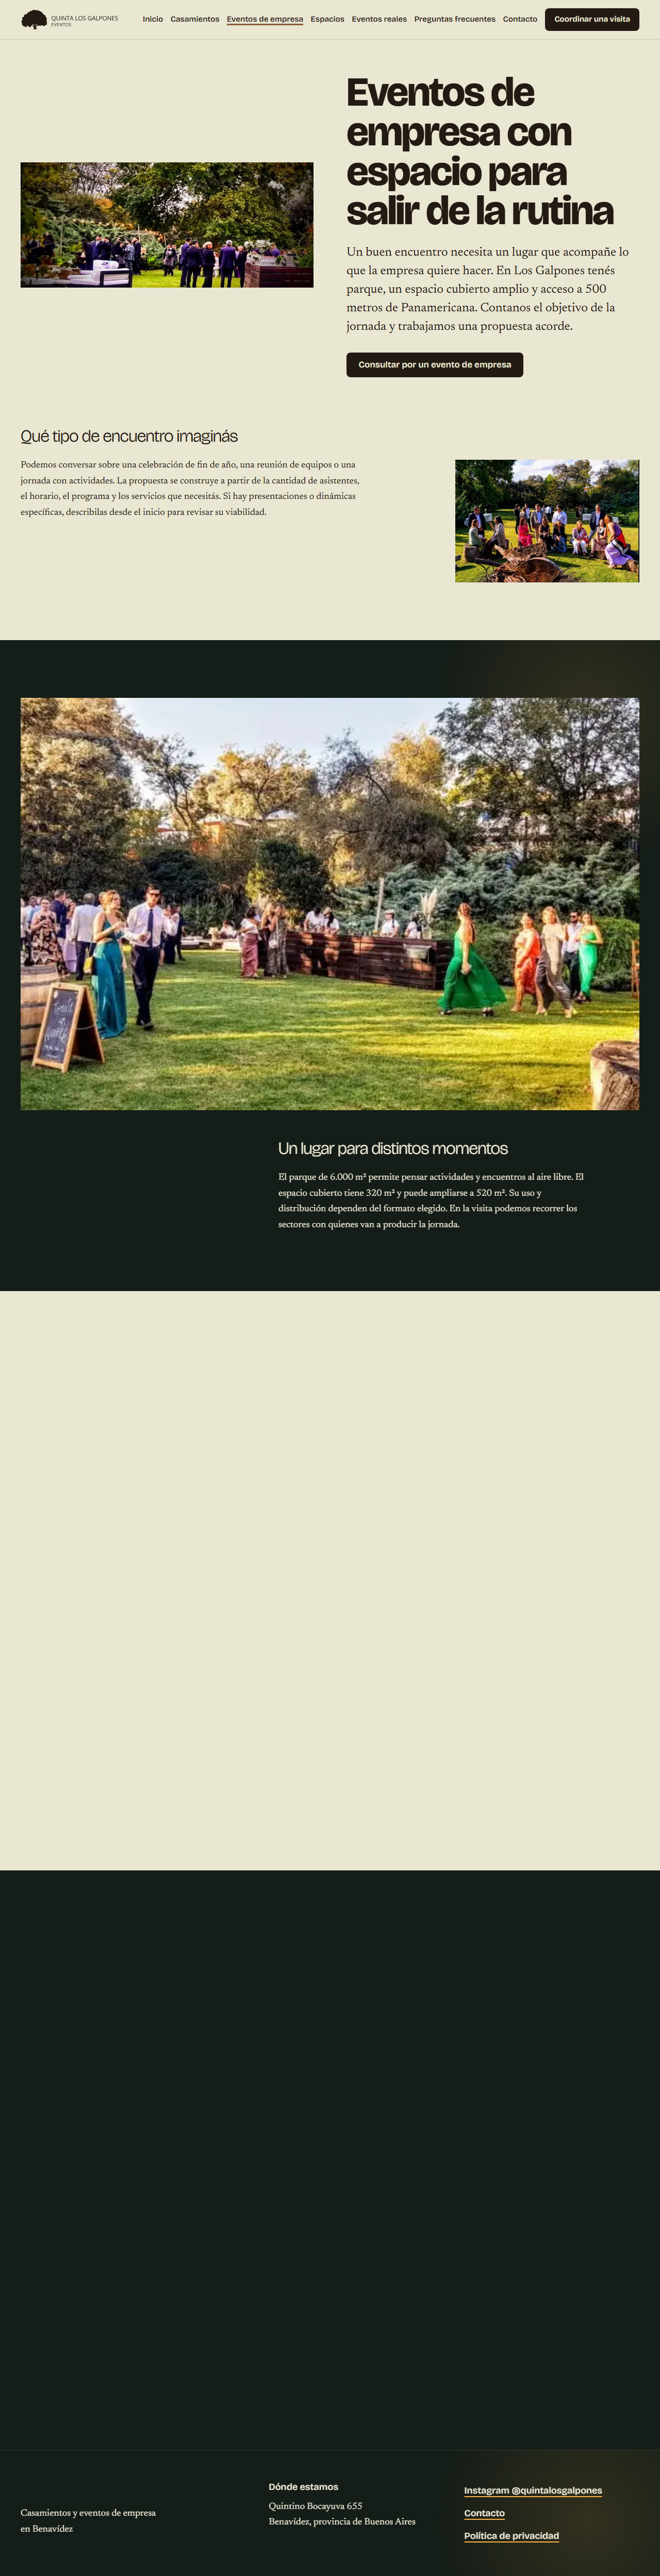 QUINTA LOS GALPONES
EVENTOS
Inicio
Casamientos
Eventos de empresa
Espacios
Eventos reales
Preguntas frecuentes
Contacto
Coordinar una visita
Eventos de
empresa con
espacio para
salir de la rutina
Un buen encuentro necesita un lugar que acompañe lo
que la empresa quiere hacer. En Los Galpones tenés
parque, un espacio cubierto amplio y acceso a 500
metros de Panamericana. Contanos el objetivo de la
jornada y trabajamos una propuesta acorde.
Consultar por un evento de empresa
Qué tipo de encuentro imaginás
Podemos conversar sobre una celebración de fin de año, una reunión de equipos o una
jornada con actividades. La propuesta se construye a partir de la cantidad de asistentes,
el horario, el programa y los servicios que necesitás. Si hay presentaciones o dinámicas
específicas, describilas desde el inicio para revisar su viabilidad.
Un lugar para distintos momentos
El parque de 6.000 m² permite pensar actividades y encuentros al aire libre. El
espacio cubierto tiene 320 m² y puede ampliarse a 520 m². Su uso y
distribución dependen del formato elegido. En la visita podemos recorrer los
sectores con quienes van a producir la jornada.
Casamientos y eventos de empresa
en Benavídez
Dónde estamos
Quintino Bocayuva 655
Benavídez, provincia de Buenos Aires
Instagram @quintalosgalpones
Contacto
Política de privacidad